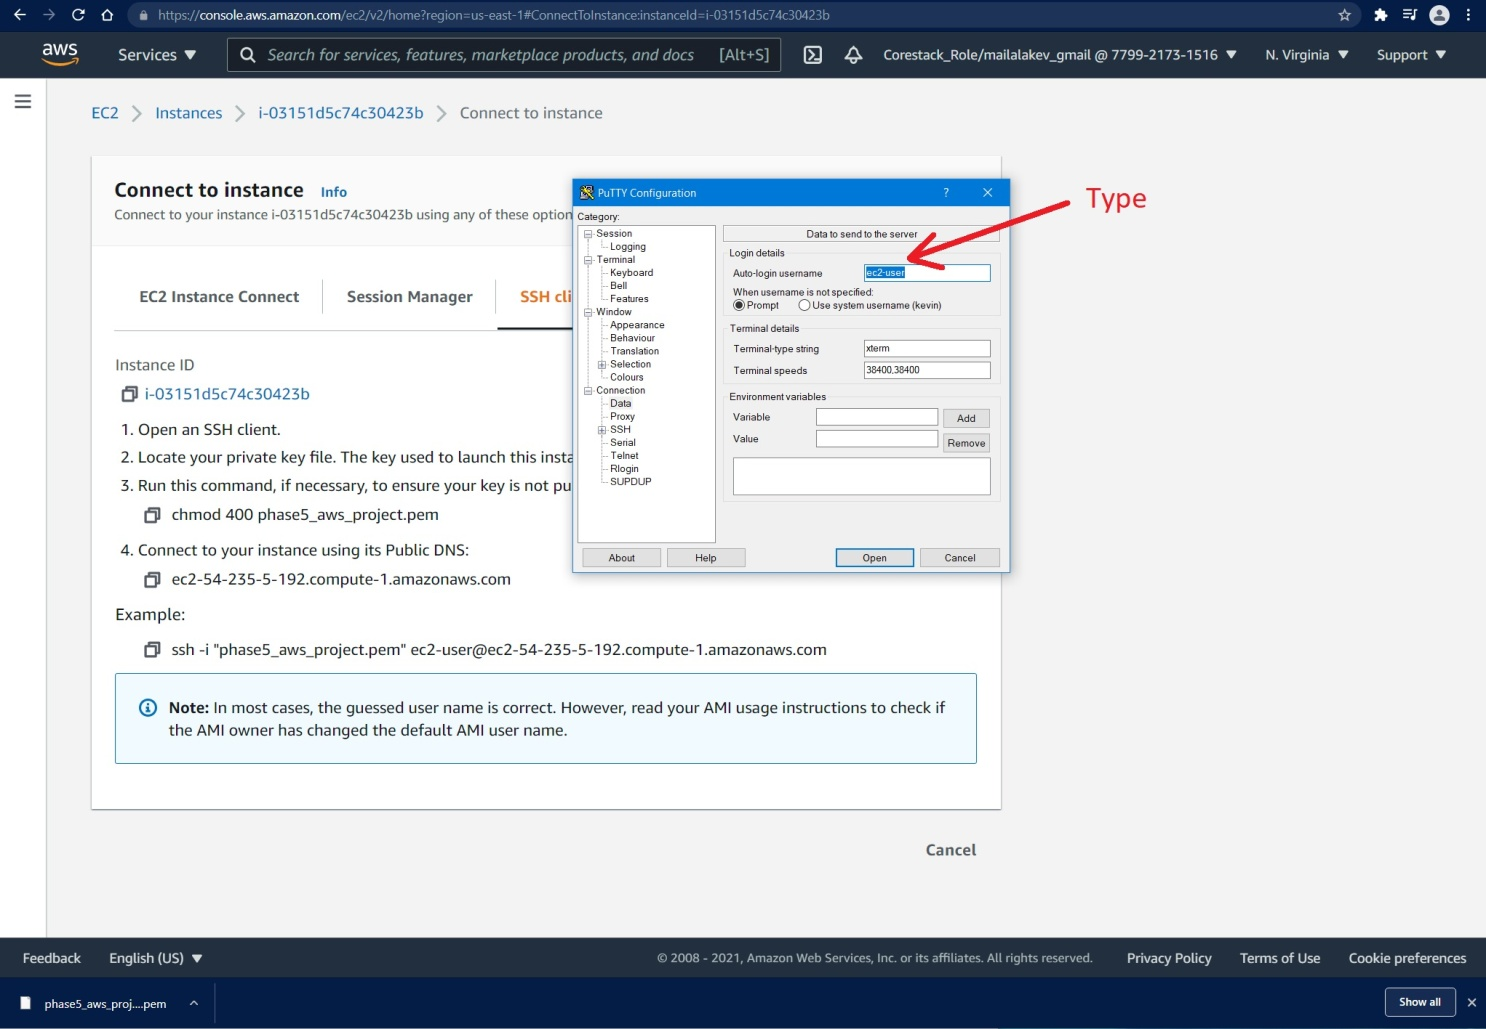 https://console.aws.amazon.com/ec2/v2/home?region=us-east-1#ConnectToInstance:instanceId=i-03151d5c74c30423b
aws
Services
Search for services, features, marketplace products, and docs [Alt+S]
Corestack_Role/mailalakev_gmail @ 7799-2173-1516
N. Virginia
Support
EC2 Instances i-03151d5c74c30423b Connect to instance
Connect to instance Info
Connect to your instance i-03151d5c74c30423b using any of these option
EC2 Instance Connect
Session Manager
SSH cli
Instance ID
i-03151d5c74c30423b
1. Open an SSH client.
2. Locate your private key file. The key used to launch this insta
3. Run this command, if necessary, to ensure your key is not pu
chmod 400 phase5_aws_project.pem
4. Connect to your instance using its Public DNS:
ec2-54-235-5-192.compute-1.amazonaws.com
Example:
ssh -i "phase5_aws_project.pem" ec2-user@ec2-54-235-5-192.compute-1.amazonaws.com
Note: In most cases, the guessed user name is correct. However, read your AMI usage instructions to check if
the AMI owner has changed the default AMI user name.
Cancel
PuTTY Configuration
?
Category:
Session
Logging
Terminal
Keyboard
Bell
Features
Window
Appearance
Behaviour
Translation
Selection
Colours
Connection
Data
Proxy
SSH
Serial
Telnet
Rlogin
SUPDUP
Data to send to the server
Login details
Auto-login username
ec2-user
When username is not specified:
Prompt
Use system username (kevin)
Terminal details
Terminal-type string
xterm
Terminal speeds
38400,38400
Environment variables
Variable
Add
Value
Remove
About
Help
Open
Cancel
Type
Feedback
English (US)
© 2008 - 2021, Amazon Web Services, Inc. or its affiliates. All rights reserved.
Privacy Policy
Terms of Use
Cookie preferences
phase5_aws_proj....pem
Show all